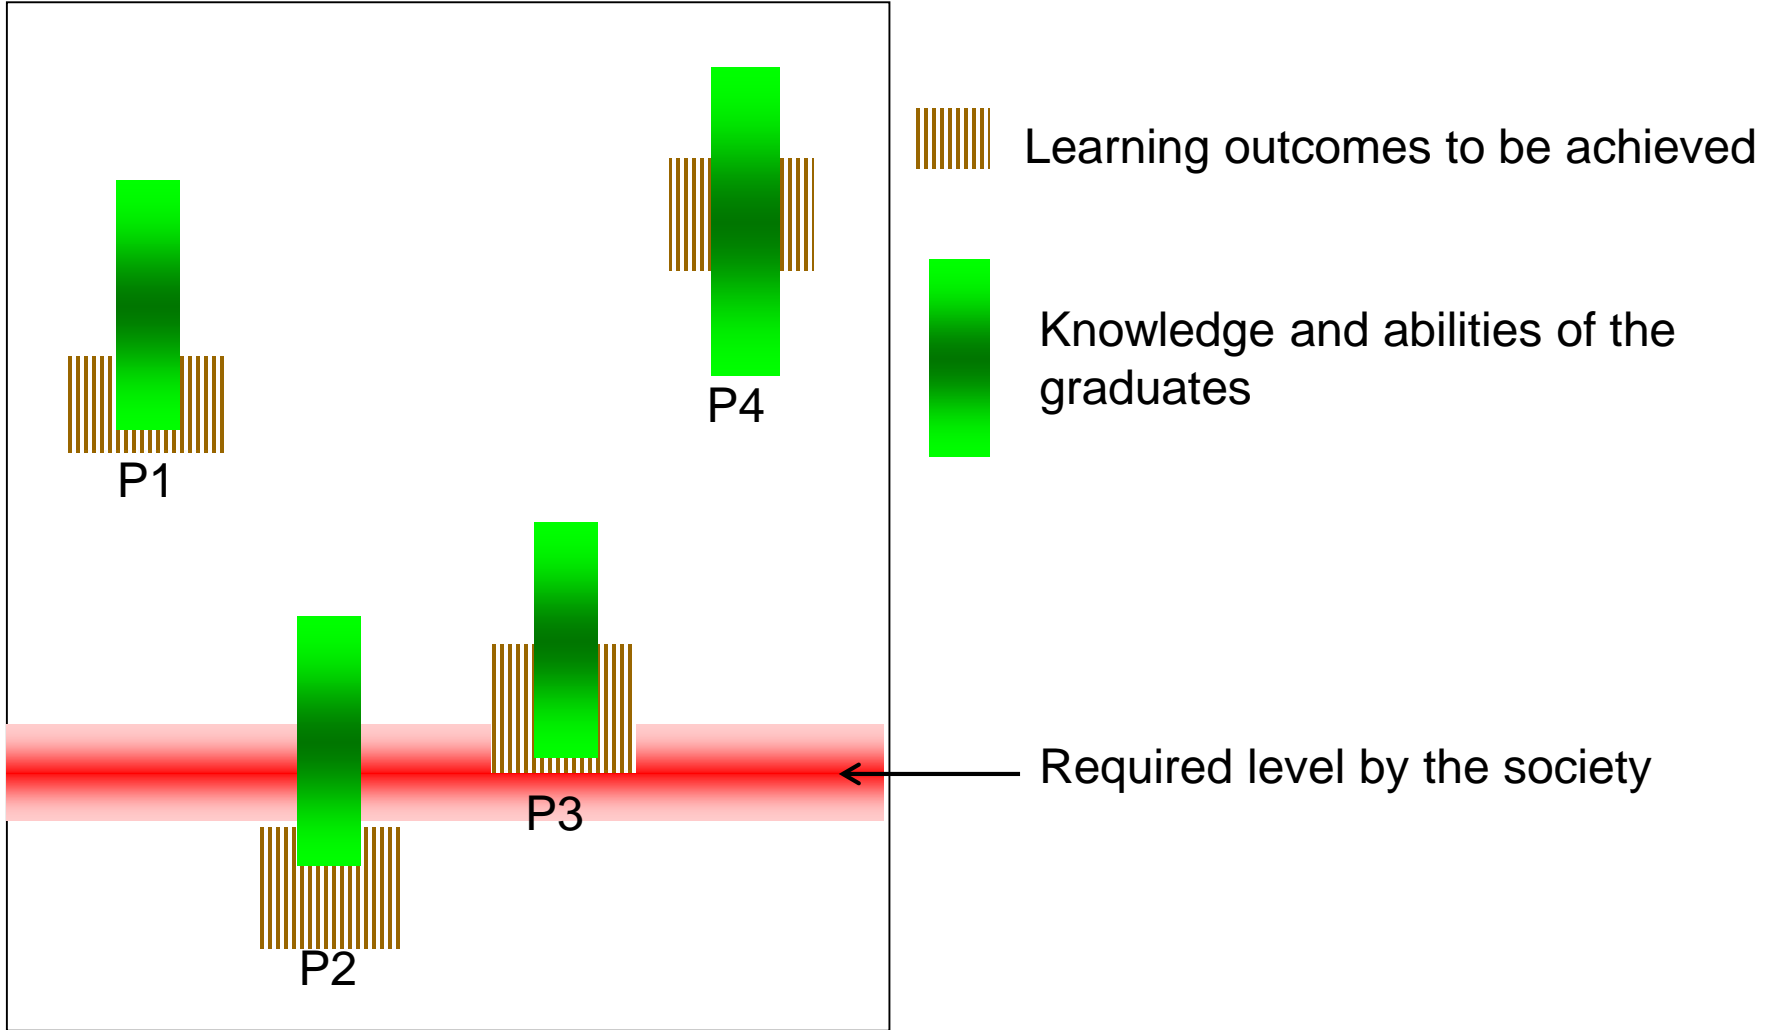 Learning outcomes to be achieved
P4
Knowledge and abilities of the
graduates
P1
Required level by the society
P3
P2